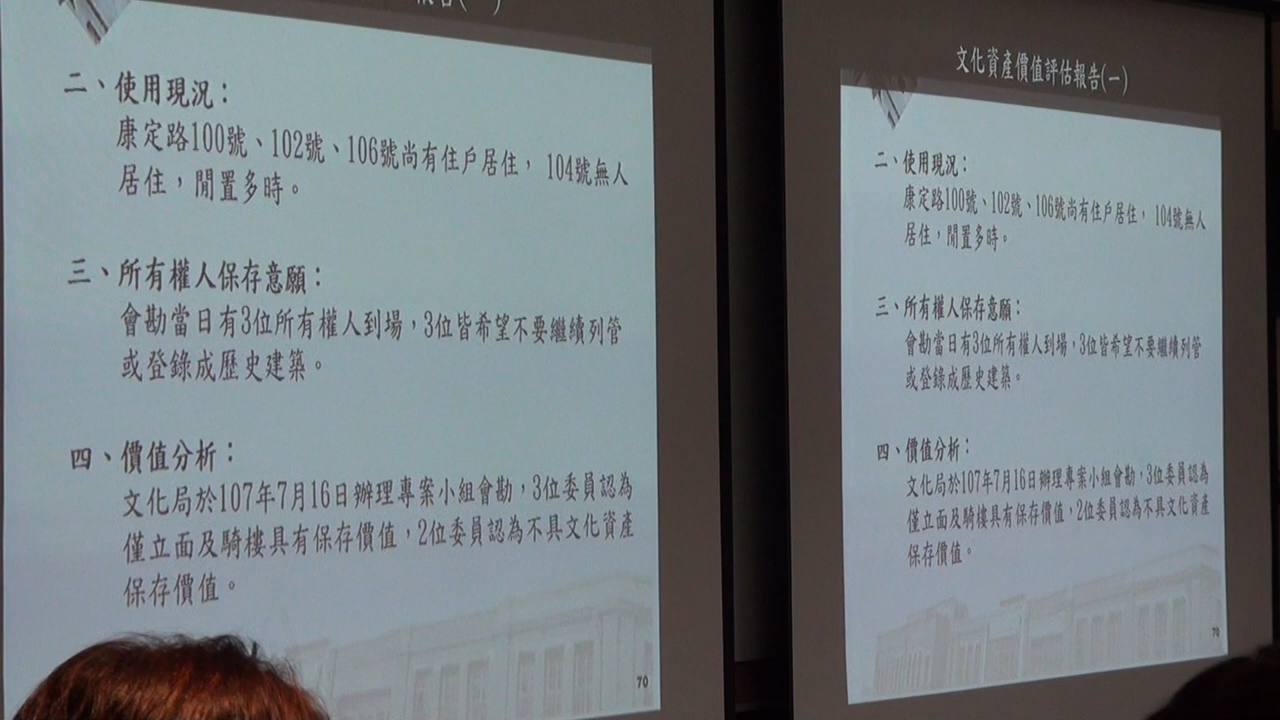 報告(一)
二、使用現況：
康定路100號、102號、106號尚有住戶居住， 104號無人
居住，閒置多時。
三、所有權人保存意願：
會勘當日有3位所有權人到場，3位皆希望不要繼續列管
或登錄成歷史建築。
四、價值分析：
文化局於107年7月16日辦理專案小組會勘，3位委員認為
僅立面及騎樓具有保存價值，2位委員認為不具文化資產
保存價值。
70
文化資產價值評估報告(一)
二、使用現況：
康定路100號、102號、106號尚有住戶居住， 104號無人
居住，閒置多時。
三、所有權人保存意願：
會勘當日有3位所有權人到場，3位皆希望不要繼續列管
或登錄成歷史建築。
四、價值分析：
文化局於107年7月16日辦理專案小組會勘，3位委員認為
僅立面及騎樓具有保存價值，2位委員認為不具文化資產
保存價值。
70